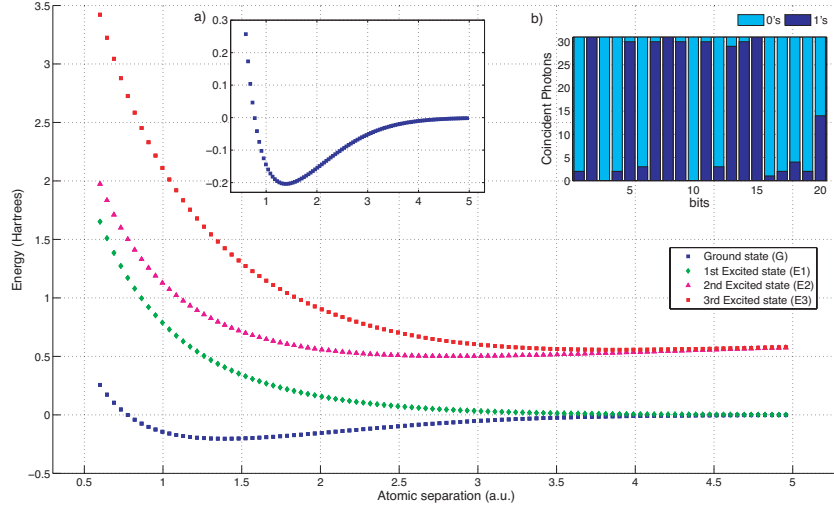 a)
0.3
0.2
0.1
0
−0.1
−0.2
1 2 3 4 5
b)
0's 1's
Coincident Photons
30
25
20
15
10
5
0
5 10 15 20
bits
Energy (Hartrees)
3.5
3
2.5
2
1.5
1
0.5
0
−0.5
0.5 1 1.5 2 2.5 3 3.5 4 4.5 5
Atomic separation (a.u.)
Ground state (G)
1st Excited state (E1)
2nd Excited state (E2)
3rd Excited state (E3)